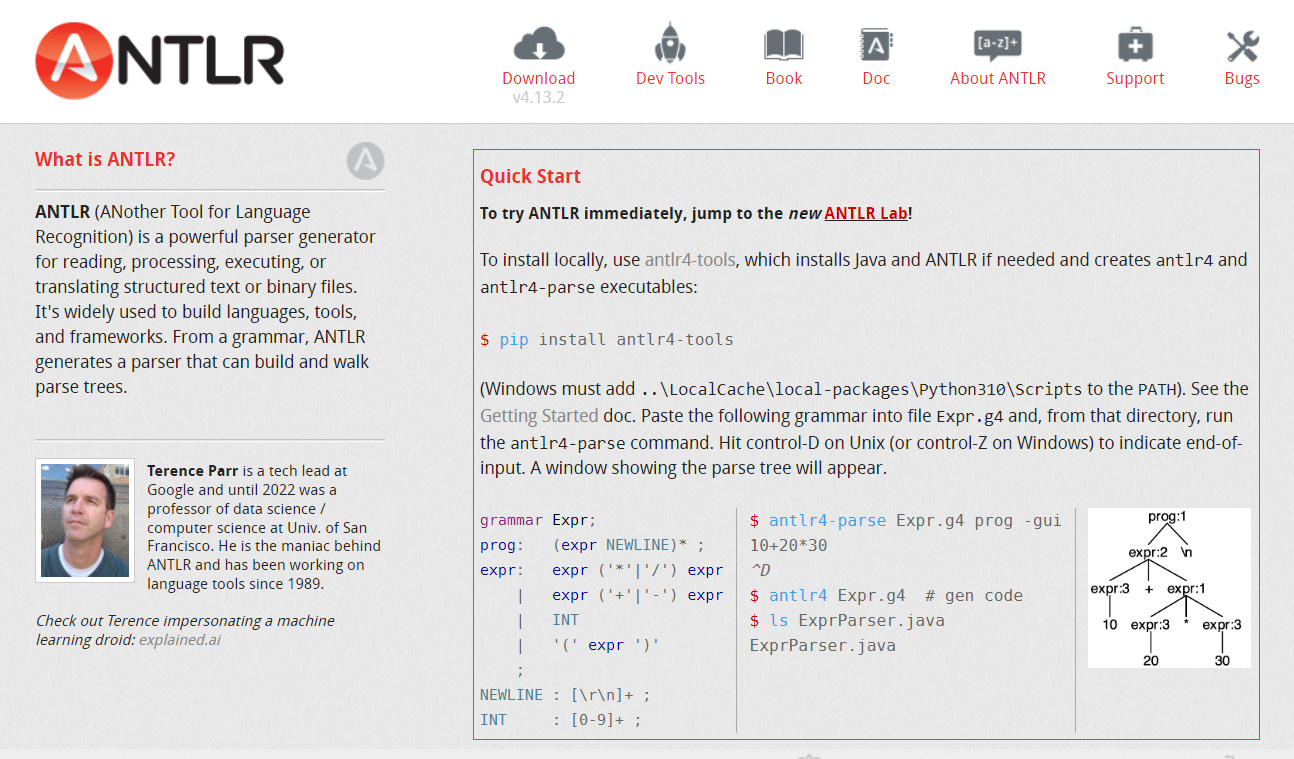 ANTLR
Download
v4.13.2
Dev Tools
Book
Doc
[a-z]+
About ANTLR
Support
Bugs
What is ANTLR?
ANTLR (ANother Tool for Language
Recognition) is a powerful parser generator
for reading, processing, executing, or
translating structured text or binary files.
It's widely used to build languages, tools,
and frameworks. From a grammar, ANTLR
generates a parser that can build and walk
parse trees.
Terence Parr is a tech lead at
Google and until 2022 was a
professor of data science /
computer science at Univ. of San
Francisco. He is the maniac behind
ANTLR and has been working on
language tools since 1989.
Check out Terence impersonating a machine
learning droid: explained.ai
Quick Start
To try ANTLR immediately, jump to the new ANTLR Lab!
To install locally, use antlr4-tools, which installs Java and ANTLR if needed and creates antlr4 and
antlr4-parse executables:
$ pip install antlr4-tools
(Windows must add ..\LocalCache\local-packages\Python310\Scripts to the PATH). See the
Getting Started doc. Paste the following grammar into file Expr.g4 and, from that directory, run
the antlr4-parse command. Hit control-D on Unix (or control-Z on Windows) to indicate end-of-
input. A window showing the parse tree will appear.
grammar Expr;
prog:   (expr NEWLINE)* ;
expr:   expr ('*'|'/') expr
    |   expr ('+'|'-') expr
    |   INT
    |   '(' expr ')'
    ;
NEWLINE : [\r\n]+ ;
INT     : [0-9]+ ;
$ antlr4-parse Expr.g4 prog -gui
10+20*30
^D
$ antlr4 Expr.g4  # gen code
$ ls ExprParser.java
ExprParser.java
prog:1
expr:2 \n
expr:3 + expr:1
10 expr:3 * expr:3
20 30